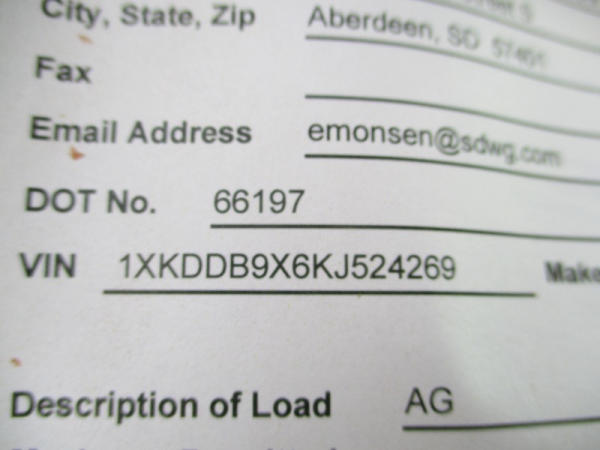 City, State, Zip Aberdeen, SD 57401
Fax
Email Address emonsen@sdwg.com
DOT No. 66197
VIN 1XKDDB9X6KJ524269 Make
Description of Load AG